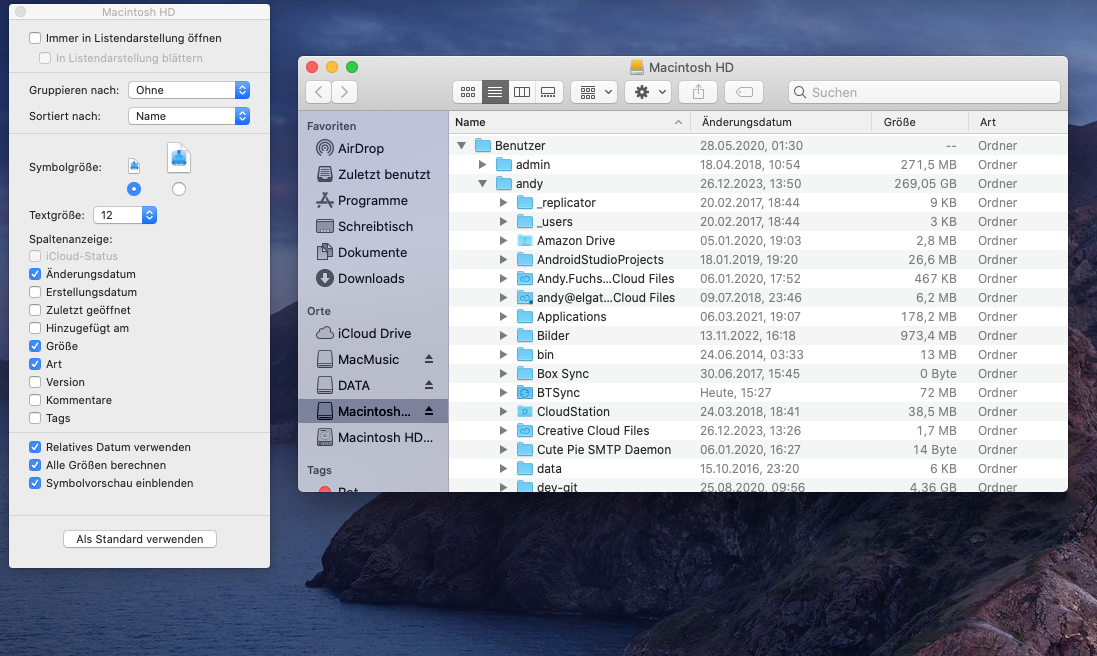 Macintosh HD
Immer in Listendarstellung öffnen
In Listendarstellung blättern
Gruppieren nach: Ohne
Sortiert nach: Name
Symbolgröße:
Textgröße: 12
Spaltenanzeige:
iCloud-Status
Änderungsdatum
Erstellungsdatum
Zuletzt geöffnet
Hinzugefügt am
Größe
Art
Version
Kommentare
Tags
Relatives Datum verwenden
Alle Größen berechnen
Symbolvorschau einblenden
Als Standard verwenden
Macintosh HD
Suchen
Favoriten
AirDrop
Zuletzt benutzt
Programme
Schreibtisch
Dokumente
Downloads
Orte
iCloud Drive
MacMusic
DATA
Macintosh...
Macintosh HD...
Tags
Rot
Name Änderungsdatum Größe Art
Benutzer 28.05.2020, 01:30 -- Ordner
admin 18.04.2018, 10:54 271,5 MB Ordner
andy 26.12.2023, 13:50 269,05 GB Ordner
_replicator 20.02.2017, 18:44 9 KB Ordner
_users 20.02.2017, 18:44 3 KB Ordner
Amazon Drive 05.01.2020, 19:03 2,8 MB Ordner
AndroidStudioProjects 18.01.2019, 19:20 26,6 MB Ordner
Andy.Fuchs...Cloud Files 06.01.2020, 17:52 467 KB Ordner
andy@elgat...Cloud Files 09.07.2018, 23:46 6,2 MB Ordner
Applications 06.03.2021, 19:07 178,2 MB Ordner
Bilder 13.11.2022, 16:18 973,4 MB Ordner
bin 24.06.2014, 03:33 13 MB Ordner
Box Sync 30.06.2017, 15:45 0 Byte Ordner
BTSync Heute, 15:27 72 MB Ordner
CloudStation 24.03.2018, 18:41 38,5 MB Ordner
Creative Cloud Files 26.12.2023, 13:26 1,7 MB Ordner
Cute Pie SMTP Daemon 06.01.2020, 16:27 14 Byte Ordner
data 15.10.2016, 23:20 6 KB Ordner
dev-git 25.08.2020, 09:56 4,36 GB Ordner